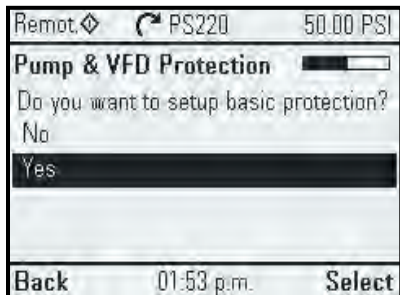 Remot. PS220 50.00 PSI
Pump & VFD Protection
Do you want to setup basic protection?
No
Yes
Back 01:53 p.m. Select